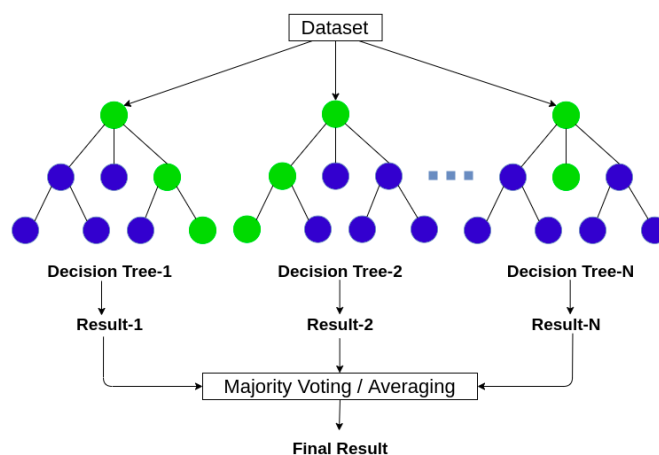 Dataset
Decision Tree-1
Decision Tree-2
Decision Tree-N
Result-1
Result-2
Result-N
Majority Voting / Averaging
Final Result